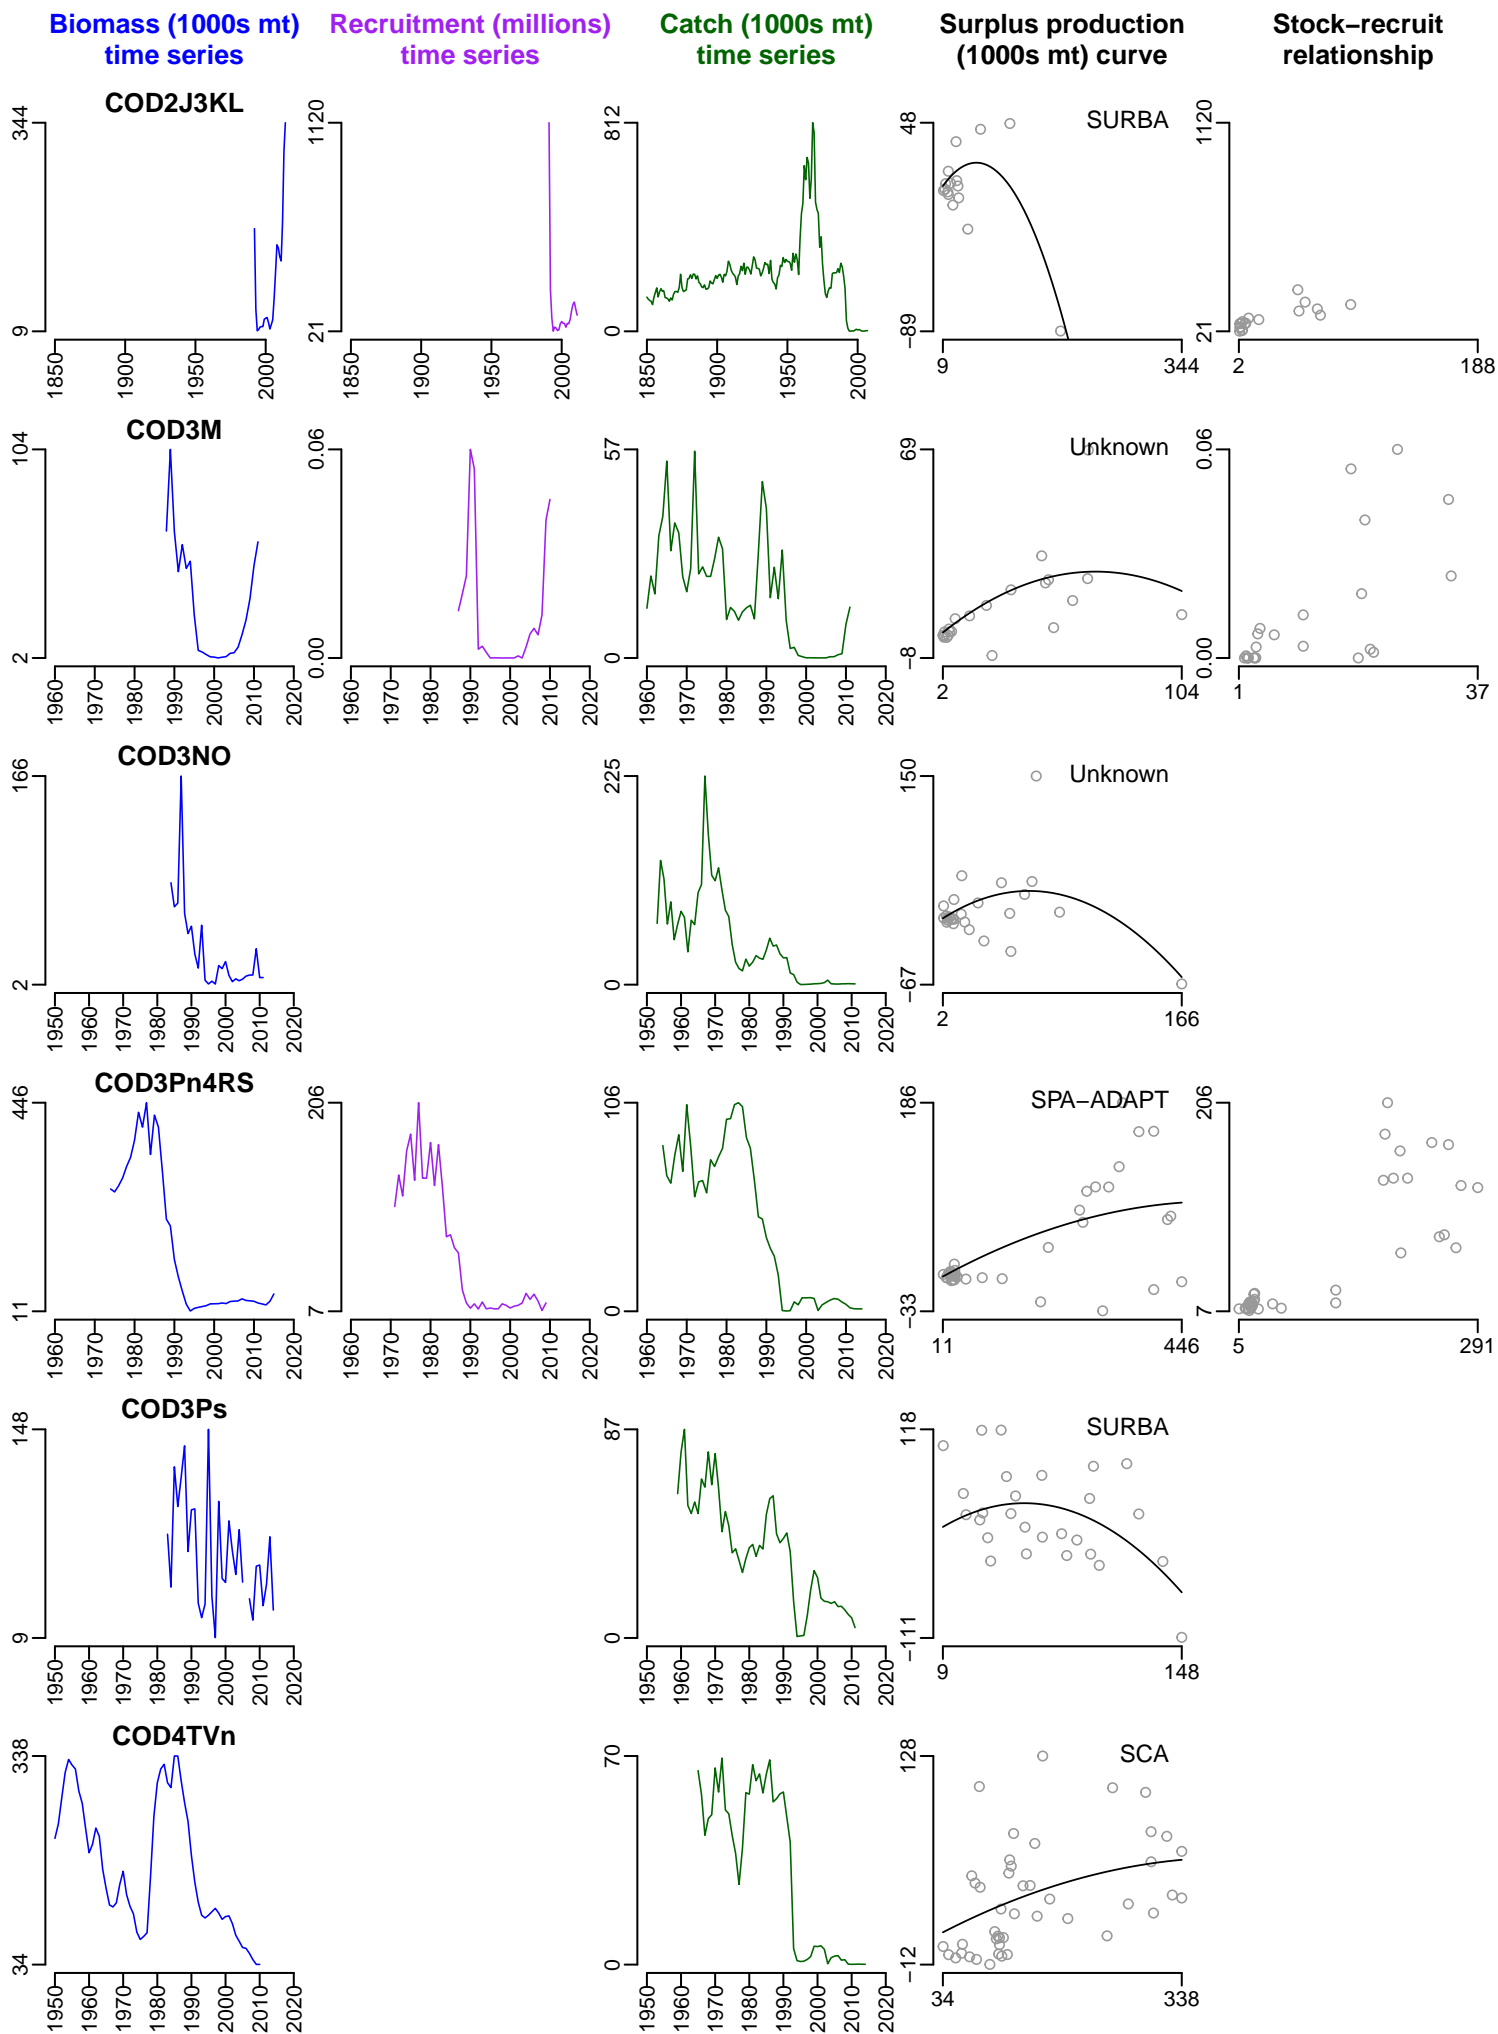 Biomass (1000s mt) Recruitment (millions) Catch (1000s mt) Surplus production Stock–recruit
time series time series time series (1000s mt) curve relationship
COD2J3KL
9 344
1850 1900 1950 2000
21 1120
1850 1900 1950 2000
0 812
1850 1900 1950 2000
SURBA
−89 48
9 344
21 1120
2 188
COD3M
2 104
1960 1970 1980 1990 2000 2010 2020
0.00 0.06
1960 1970 1980 1990 2000 2010 2020
0 57
1960 1970 1980 1990 2000 2010 2020
Unknown
−8 69
2 104
0.00 0.06
1 37
COD3NO
2 166
1950 1960 1970 1980 1990 2000 2010 2020
0 225
1950 1960 1970 1980 1990 2000 2010 2020
Unknown
−67 150
2 166
COD3Pn4RS
11 446
1960 1970 1980 1990 2000 2010 2020
7 206
1960 1970 1980 1990 2000 2010 2020
0 106
1960 1970 1980 1990 2000 2010 2020
SPA−ADAPT
−33 186
11 446
7 206
5 291
COD3Ps
9 148
1950 1960 1970 1980 1990 2000 2010 2020
0 87
1950 1960 1970 1980 1990 2000 2010 2020
SURBA
−111 118
9 148
COD4TVn
34 338
1950 1960 1970 1980 1990 2000 2010 2020
0 70
1950 1960 1970 1980 1990 2000 2010 2020
SCA
−12 128
34 338